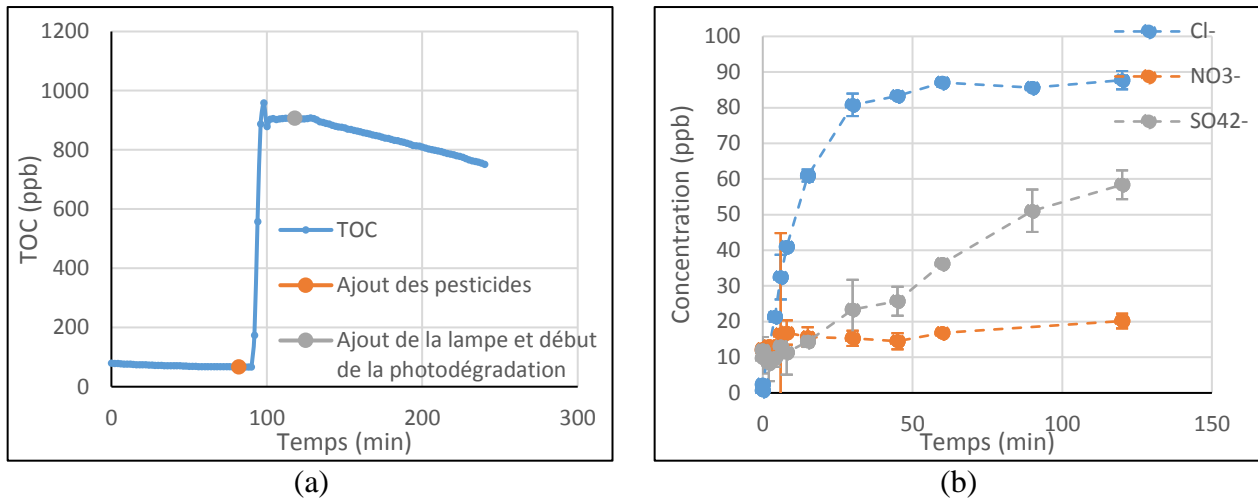 1200
1000
800
600
400
200
0
TOC (ppb)
0 100 200 300
Temps (min)
TOC
Ajout des pesticides
Ajout de la lampe et début
de la photodégradation
(a)
100
90
80
70
60
50
40
30
20
10
0
Concentration (ppb)
0 50 100 150
Temps (min)
Cl-
NO3-
SO42-
(b)